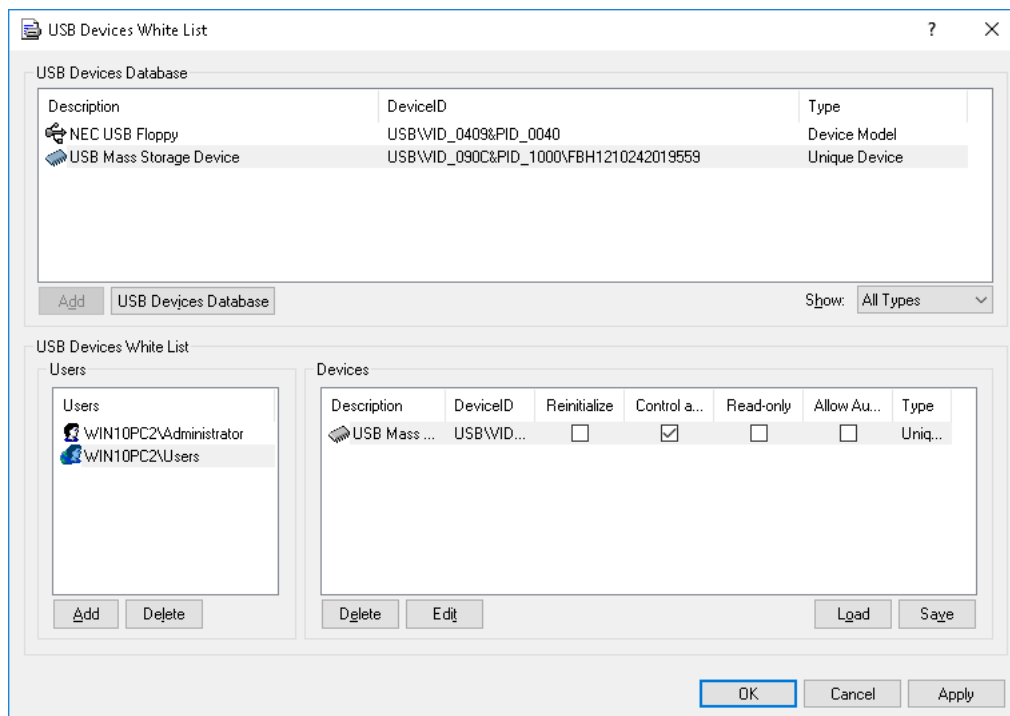 USB Devices White List
USB Devices Database
Description DeviceID Type
NEC USB Floppy USB\VID_0409&PID_0040 Device Model
USB Mass Storage Device USB\VID_090C&PID_1000\FBH1210242019559 Unique Device
Add USB Devices Database Show: All Types
USB Devices White List
Users
Users
WIN10PC2\Administrator
WIN10PC2\Users
Add Delete
Devices
Description DeviceID Reinitialize Control a... Read-only Allow Au... Type
USB Mass ... USB\VID... Uniq...
Delete Edit Load Save
OK Cancel Apply